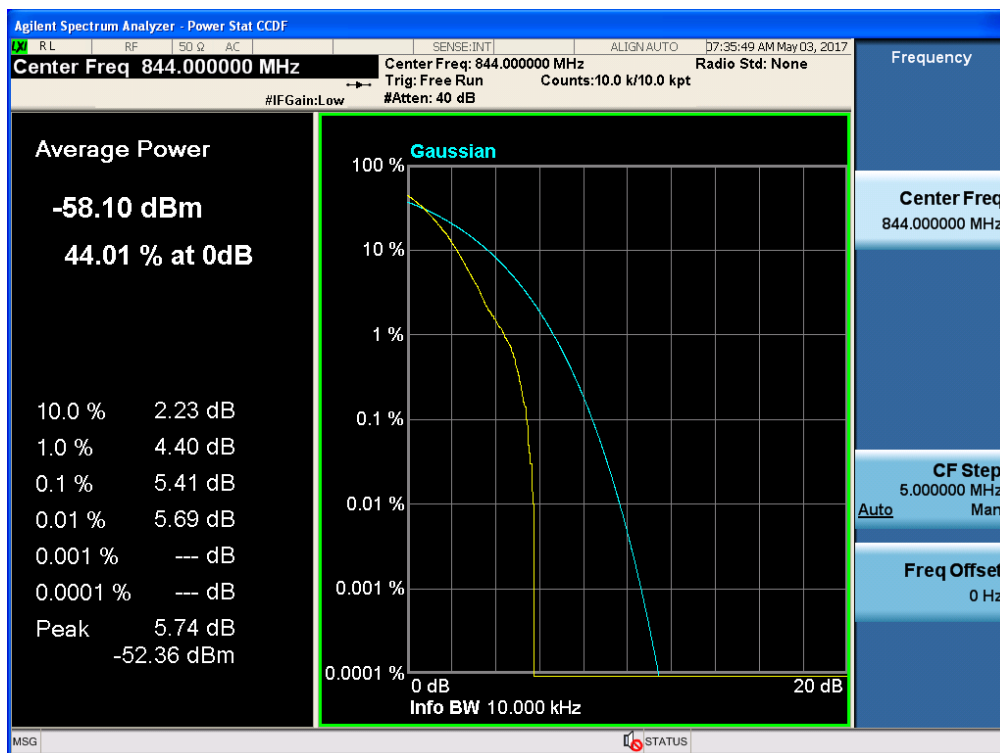 Agilent Spectrum Analyzer - Power Stat CCDF
LXI RL RF 50 Ω AC SENSE:INT ALIGN AUTO 07:35:49 AM May 03, 2017
Center Freq 844.000000 MHz
Center Freq: 844.000000 MHz Radio Std: None
Trig: Free Run Counts:10.0 k/10.0 kpt
#IFGain:Low #Atten: 40 dB
Average Power
-58.10 dBm
44.01 % at 0dB
10.0 % 2.23 dB
1.0 % 4.40 dB
0.1 % 5.41 dB
0.01 % 5.69 dB
0.001 % --- dB
0.0001 % --- dB
Peak 5.74 dB
-52.36 dBm
Gaussian
100 %
10 %
1 %
0.1 %
0.01 %
0.001 %
0.0001 %
0 dB 20 dB
Info BW 10.000 kHz
Frequency
Center Freq
844.000000 MHz
CF Step
5.000000 MHz
Auto Man
Freq Offset
0 Hz
MSG STATUS